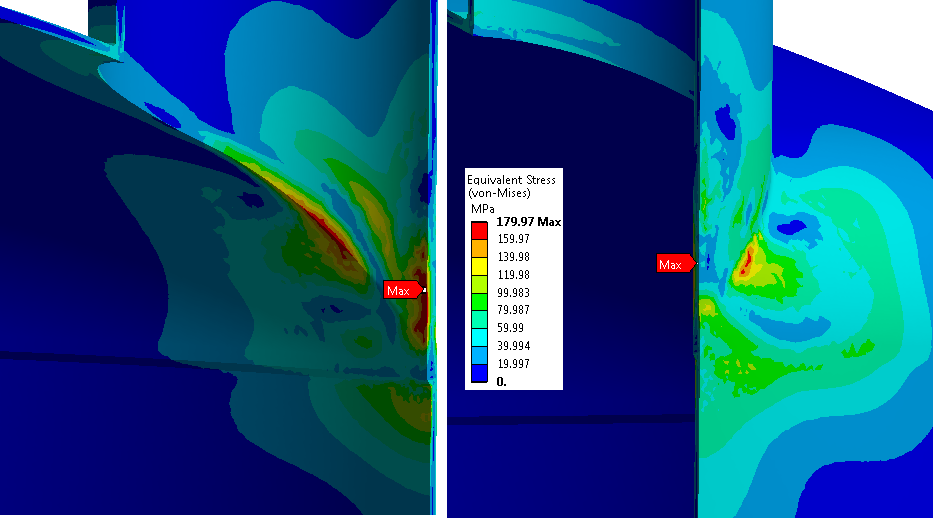 Equivalent Stress
(von-Mises)
MPa
179.97 Max
159.97
139.98
119.98
99.983
79.987
59.99
39.994
19.997
0.
Max
Max